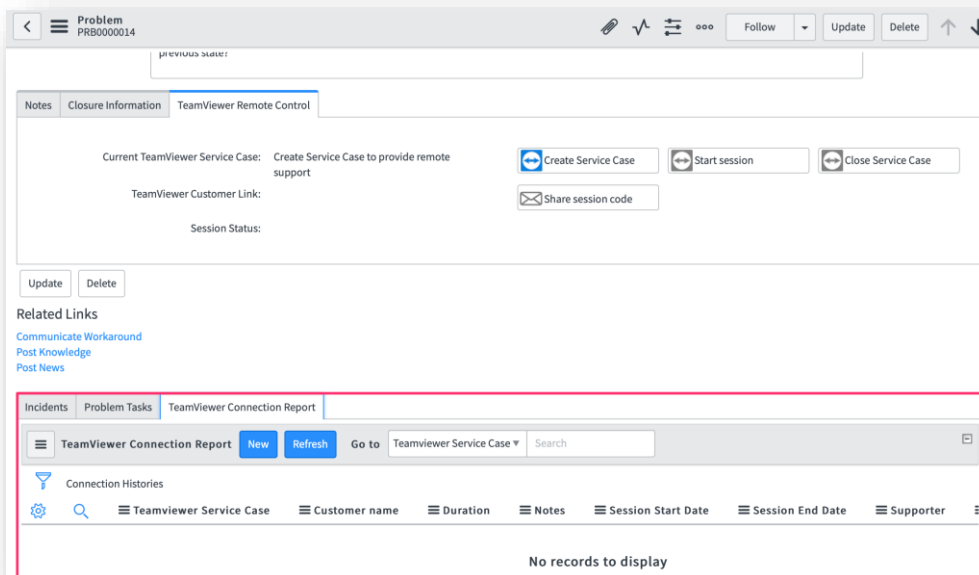 Problem
PRB0000014
Follow
Update
Delete
previous state?
Notes
Closure Information
TeamViewer Remote Control
Current TeamViewer Service Case:
Create Service Case to provide remote
support
Create Service Case
Start session
Close Service Case
TeamViewer Customer Link:
Share session code
Session Status:
Update
Delete
Related Links
Communicate Workaround
Post Knowledge
Post News
Incidents
Problem Tasks
TeamViewer Connection Report
TeamViewer Connection Report
New
Refresh
Go to
Teamviewer Service Case
Search
Connection Histories
Teamviewer Service Case
Customer name
Duration
Notes
Session Start Date
Session End Date
Supporter
No records to display